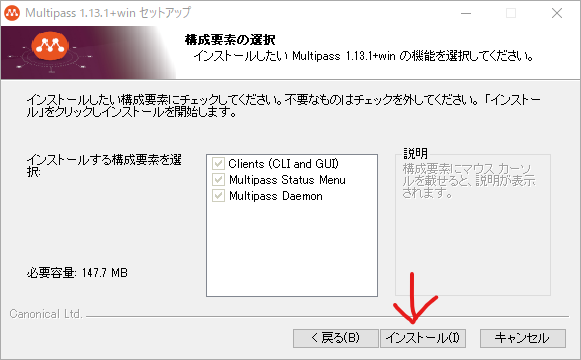 Multipass 1.13.1+win セットアップ
構成要素の選択
インストールしたい Multipass 1.13.1+win の機能を選択してください。
インストールしたい構成要素にチェックしてください。不要なものはチェックを外してください。 「インストー
ル」をクリックしインストールを開始します。
インストールする構成要素を選
択:
Clients (CLI and GUI)
Multipass Status Menu
Multipass Daemon
説明
構成要素にマウス カーソ
ルを載せると、説明が表示
されます。
必要容量: 147.7 MB
Canonical Ltd.
< 戻る(B)
インストール(I)
キャンセル